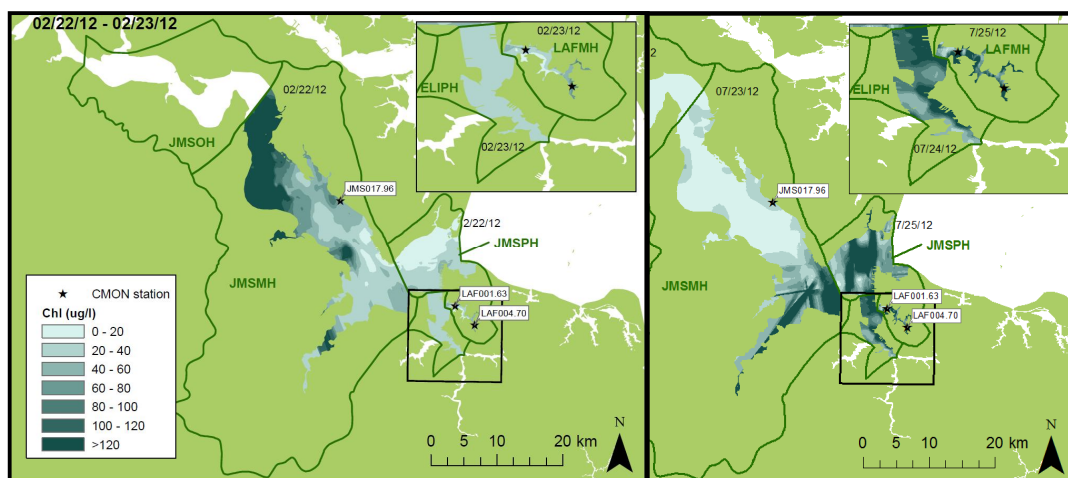 02/22/12 - 02/23/12
02/23/12
LAFMH
ELIPH
02/23/12
02/22/12
JMSOH
JMS017.96
2/22/12
JMSPH
JMSMH
LAF001.63
LAF004.70
CMON station
Chl (ug/l)
0 - 20
20 - 40
40 - 60
60 - 80
80 - 100
100 - 120
>120
N
0 5 10 20 km
2
7/25/12
LAFMH
ELIPH
07/24/12
07/23/12
JMS017.96
7/25/12
JMSPH
JMSMH
LAF001.63
LAF004.70
N
0 5 10 20 km